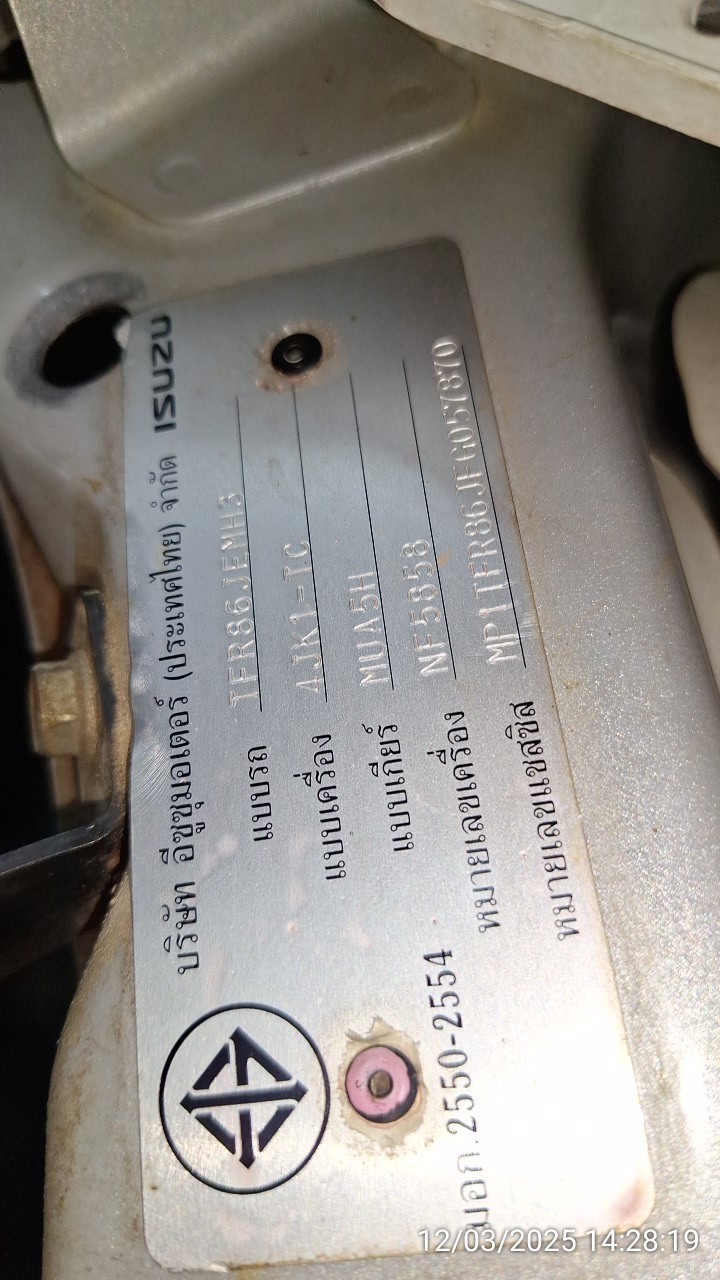 บริษัท อีซูซุมอเตอร์ (ประเทศไทย) จำกัด ISUZU
แบบรถ TFR86JEMH3
แบบเครื่อง 4JK1-TC
แบบเกียร์ MUA5H
หมายเลขเครื่อง NF5858
หมายเลขแชสซิส MP1TFR86JFG057870
มอก.2550-2554
12/03/2025 14:28:19